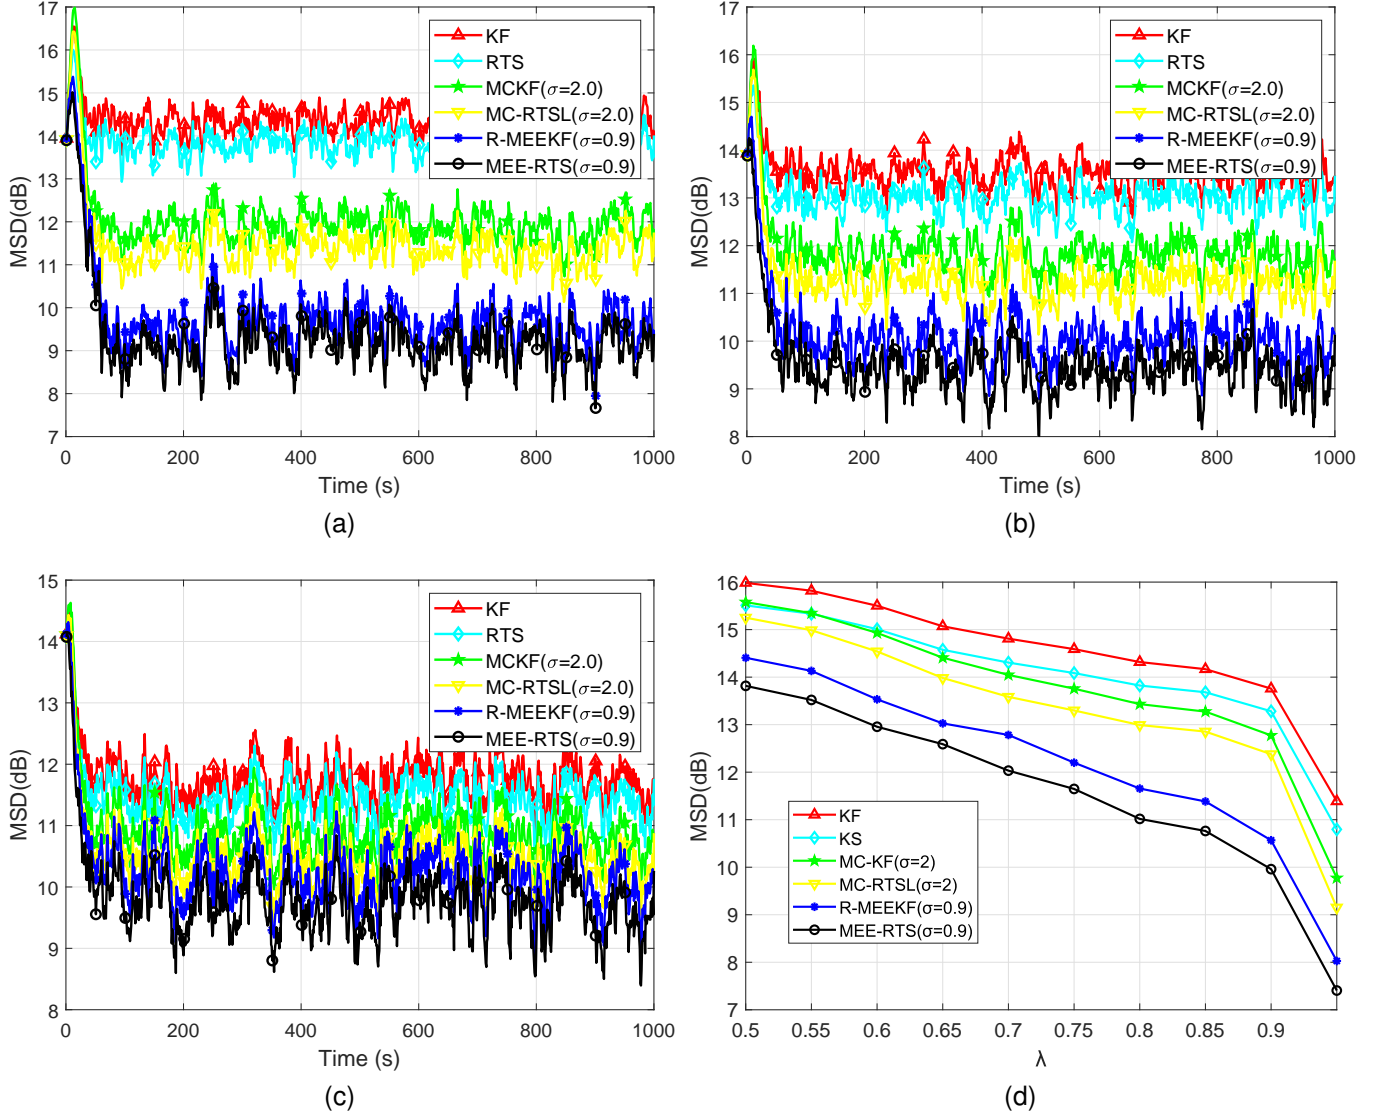 17
16
15
14
13
12
11
10
9
8
7
MSD(dB)
0
200
400
600
800
1000
Time (s)
KF
RTS
MCKF(σ=2.0)
MC-RTSL(σ=2.0)
R-MEEKF(σ=0.9)
MEE-RTS(σ=0.9)
(a)
17
16
15
14
13
12
11
10
9
8
MSD(dB)
0
200
400
600
800
1000
Time (s)
KF
RTS
MCKF(σ=2.0)
MC-RTSL(σ=2.0)
R-MEEKF(σ=0.9)
MEE-RTS(σ=0.9)
(b)
15
14
13
12
11
10
9
8
MSD(dB)
0
200
400
600
800
1000
Time (s)
KF
RTS
MCKF(σ=2.0)
MC-RTSL(σ=2.0)
R-MEEKF(σ=0.9)
MEE-RTS(σ=0.9)
(c)
16
15
14
13
12
11
10
9
8
7
MSD(dB)
0.5
0.55
0.6
0.65
0.7
0.75
0.8
0.85
0.9
λ
KF
KS
MC-KF(σ=2)
MC-RTSL(σ=2)
R-MEEKF(σ=0.9)
MEE-RTS(σ=0.9)
(d)